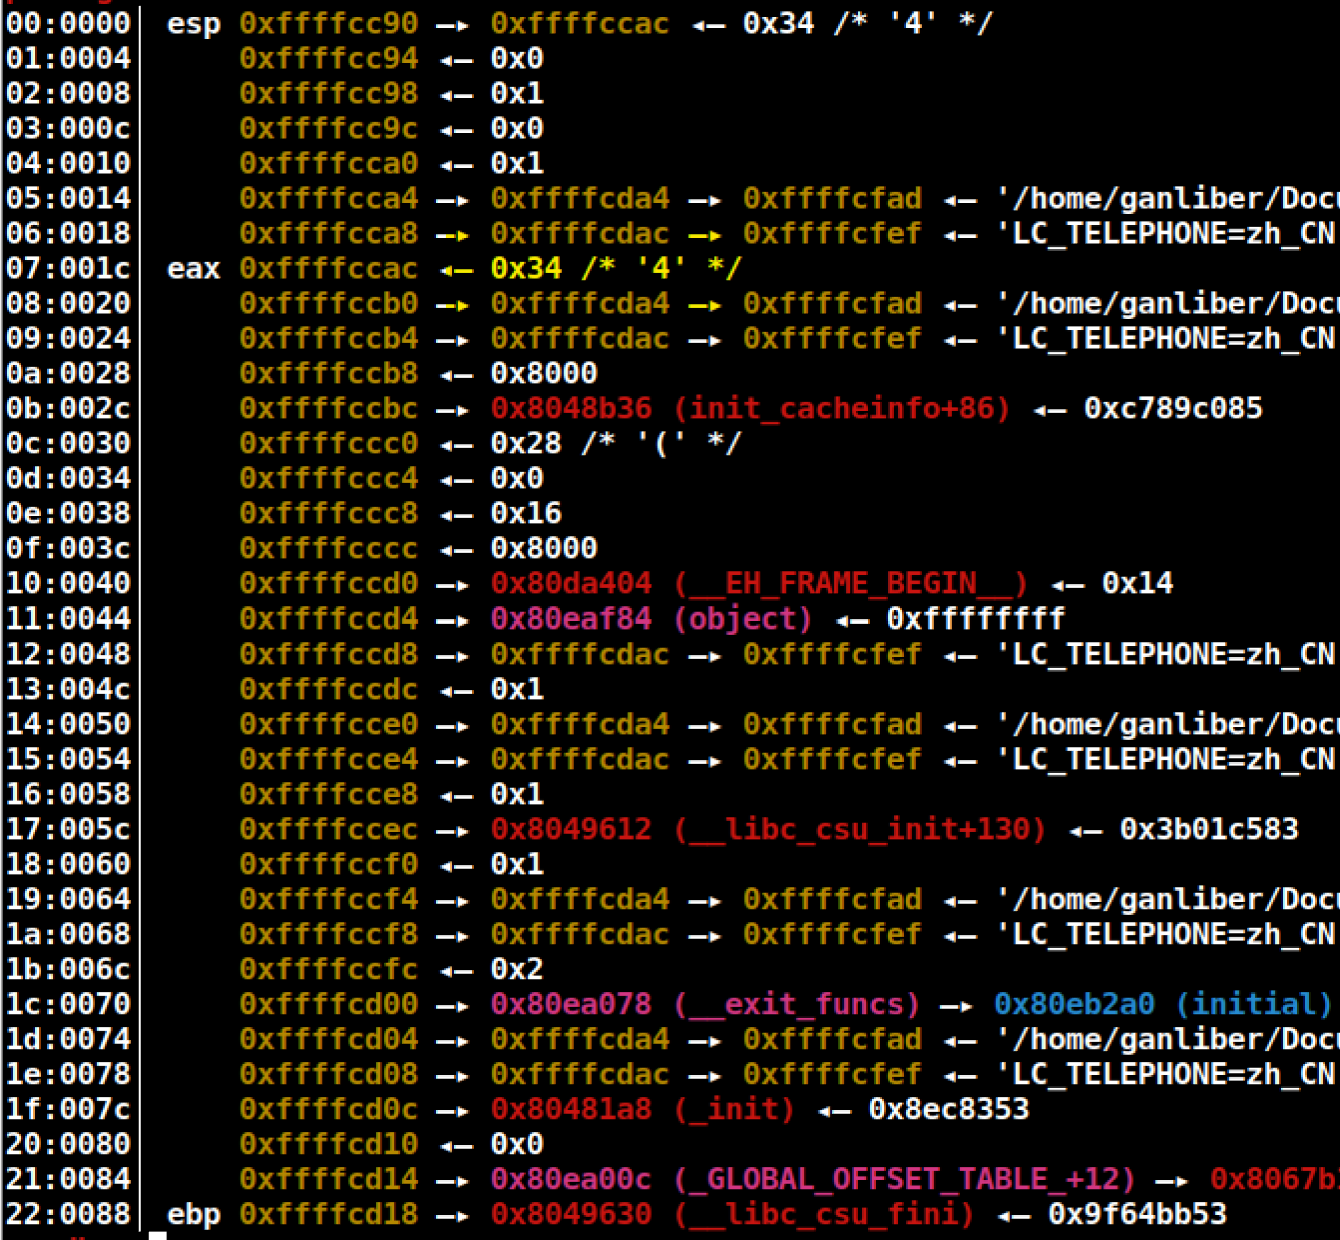 00:0000│ esp 0xffffcc90 —▸ 0xffffccac ◂— 0x34 /* '4' */
01:0004│ 0xffffcc94 ◂— 0x0
02:0008│ 0xffffcc98 ◂— 0x1
03:000c│ 0xffffcc9c ◂— 0x0
04:0010│ 0xffffcca0 ◂— 0x1
05:0014│ 0xffffcca4 —▸ 0xffffcda4 —▸ 0xffffcfad ◂— '/home/ganliber/Docu
06:0018│ 0xffffcca8 —▸ 0xffffcdac —▸ 0xffffcfef ◂— 'LC_TELEPHONE=zh_CN
07:001c│ eax 0xffffccac ◂— 0x34 /* '4' */
08:0020│ 0xffffccb0 —▸ 0xffffcda4 —▸ 0xffffcfad ◂— '/home/ganliber/Docu
09:0024│ 0xffffccb4 —▸ 0xffffcdac —▸ 0xffffcfef ◂— 'LC_TELEPHONE=zh_CN
0a:0028│ 0xffffccb8 ◂— 0x8000
0b:002c│ 0xffffccbc —▸ 0x8048b36 (init_cacheinfo+86) ◂— 0xc789c085
0c:0030│ 0xffffccc0 ◂— 0x28 /* '(' */
0d:0034│ 0xffffccc4 ◂— 0x0
0e:0038│ 0xffffccc8 ◂— 0x16
0f:003c│ 0xffffcccc ◂— 0x8000
10:0040│ 0xffffccd0 —▸ 0x80da404 (__EH_FRAME_BEGIN__) ◂— 0x14
11:0044│ 0xffffccd4 —▸ 0x80eaf84 (object) ◂— 0xffffffff
12:0048│ 0xffffccd8 —▸ 0xffffcdac —▸ 0xffffcfef ◂— 'LC_TELEPHONE=zh_CN
13:004c│ 0xffffccdc ◂— 0x1
14:0050│ 0xffffcce0 —▸ 0xffffcda4 —▸ 0xffffcfad ◂— '/home/ganliber/Docu
15:0054│ 0xffffcce4 —▸ 0xffffcdac —▸ 0xffffcfef ◂— 'LC_TELEPHONE=zh_CN
16:0058│ 0xffffcce8 ◂— 0x1
17:005c│ 0xffffccec —▸ 0x8049612 (__libc_csu_init+130) ◂— 0x3b01c583
18:0060│ 0xffffccf0 ◂— 0x1
19:0064│ 0xffffccf4 —▸ 0xffffcda4 —▸ 0xffffcfad ◂— '/home/ganliber/Docu
1a:0068│ 0xffffccf8 —▸ 0xffffcdac —▸ 0xffffcfef ◂— 'LC_TELEPHONE=zh_CN
1b:006c│ 0xffffccfc ◂— 0x2
1c:0070│ 0xffffcd00 —▸ 0x80ea078 (__exit_funcs) —▸ 0x80eb2a0 (initial)
1d:0074│ 0xffffcd04 —▸ 0xffffcda4 —▸ 0xffffcfad ◂— '/home/ganliber/Docu
1e:0078│ 0xffffcd08 —▸ 0xffffcdac —▸ 0xffffcfef ◂— 'LC_TELEPHONE=zh_CN
1f:007c│ 0xffffcd0c —▸ 0x80481a8 (_init) ◂— 0x8ec8353
20:0080│ 0xffffcd10 ◂— 0x0
21:0084│ 0xffffcd14 —▸ 0x80ea00c (_GLOBAL_OFFSET_TABLE_+12) —▸ 0x8067b
22:0088│ ebp 0xffffcd18 —▸ 0x8049630 (__libc_csu_fini) ◂— 0x9f64bb53